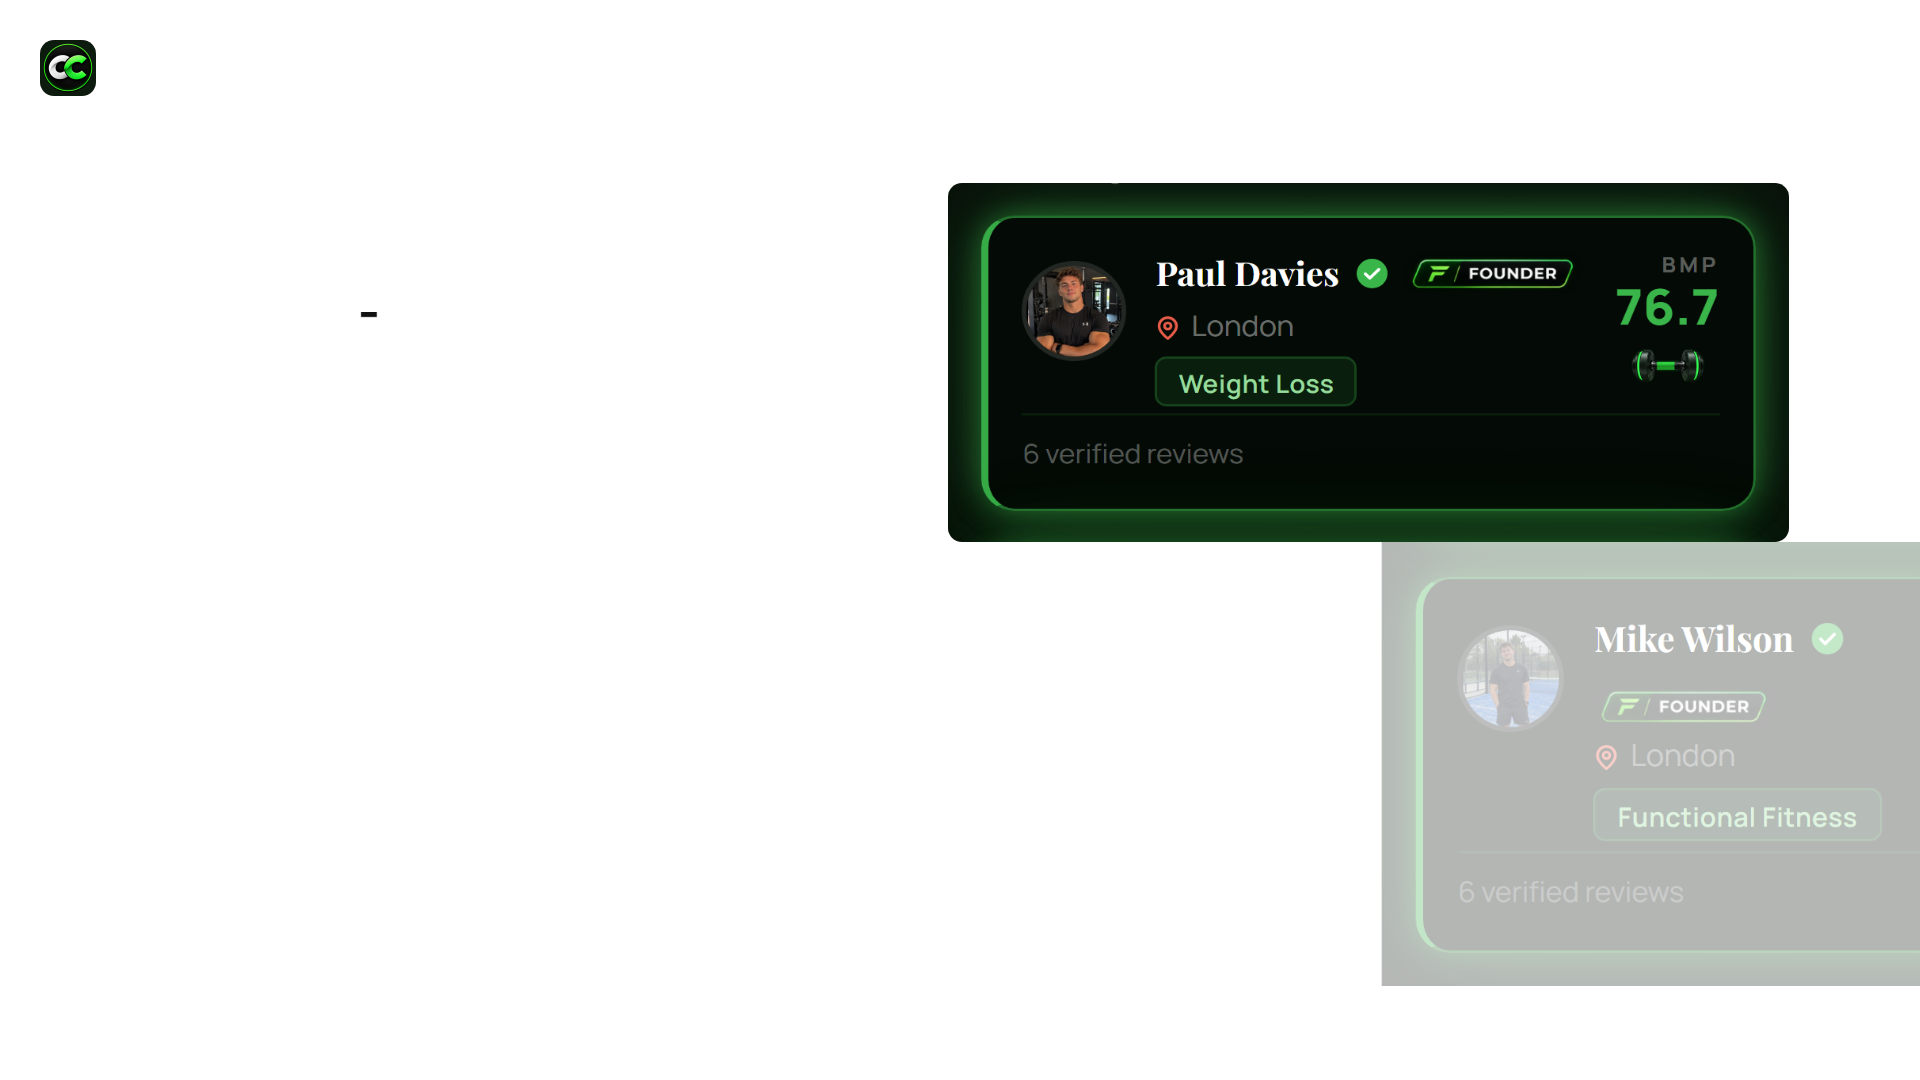 CC
-
Paul Davies
FOUNDER
BMP
76.7
London
Weight Loss
6 verified reviews
Mike Wilson
FOUNDER
London
Functional Fitness
6 verified reviews